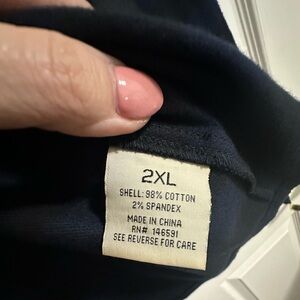 2XL
SHELL: 98% COTTON
2% SPANDEX
MADE IN CHINA
RN# 146591
SEE REVERSE FOR CARE